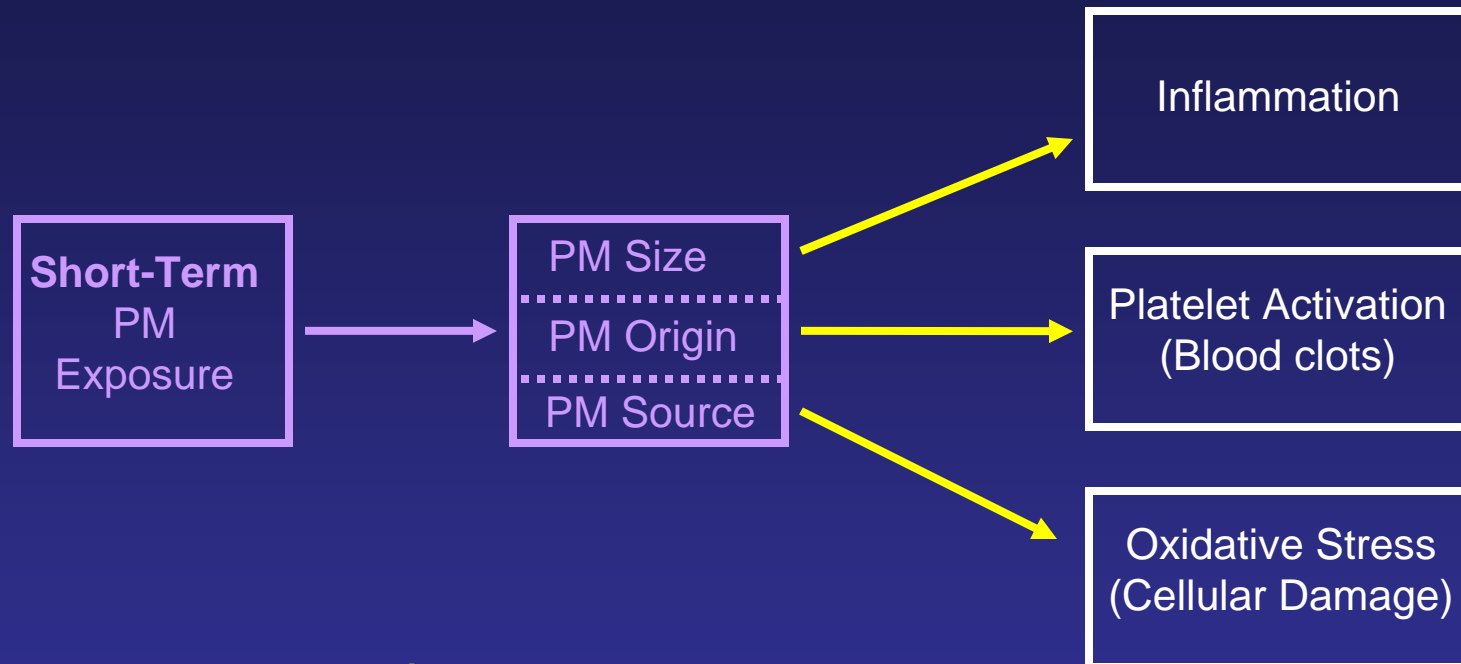 Short-Term
PM
Exposure
PM Size
PM Origin
PM Source
Inflammation
Platelet Activation
(Blood clots)
Oxidative Stress
(Cellular Damage)